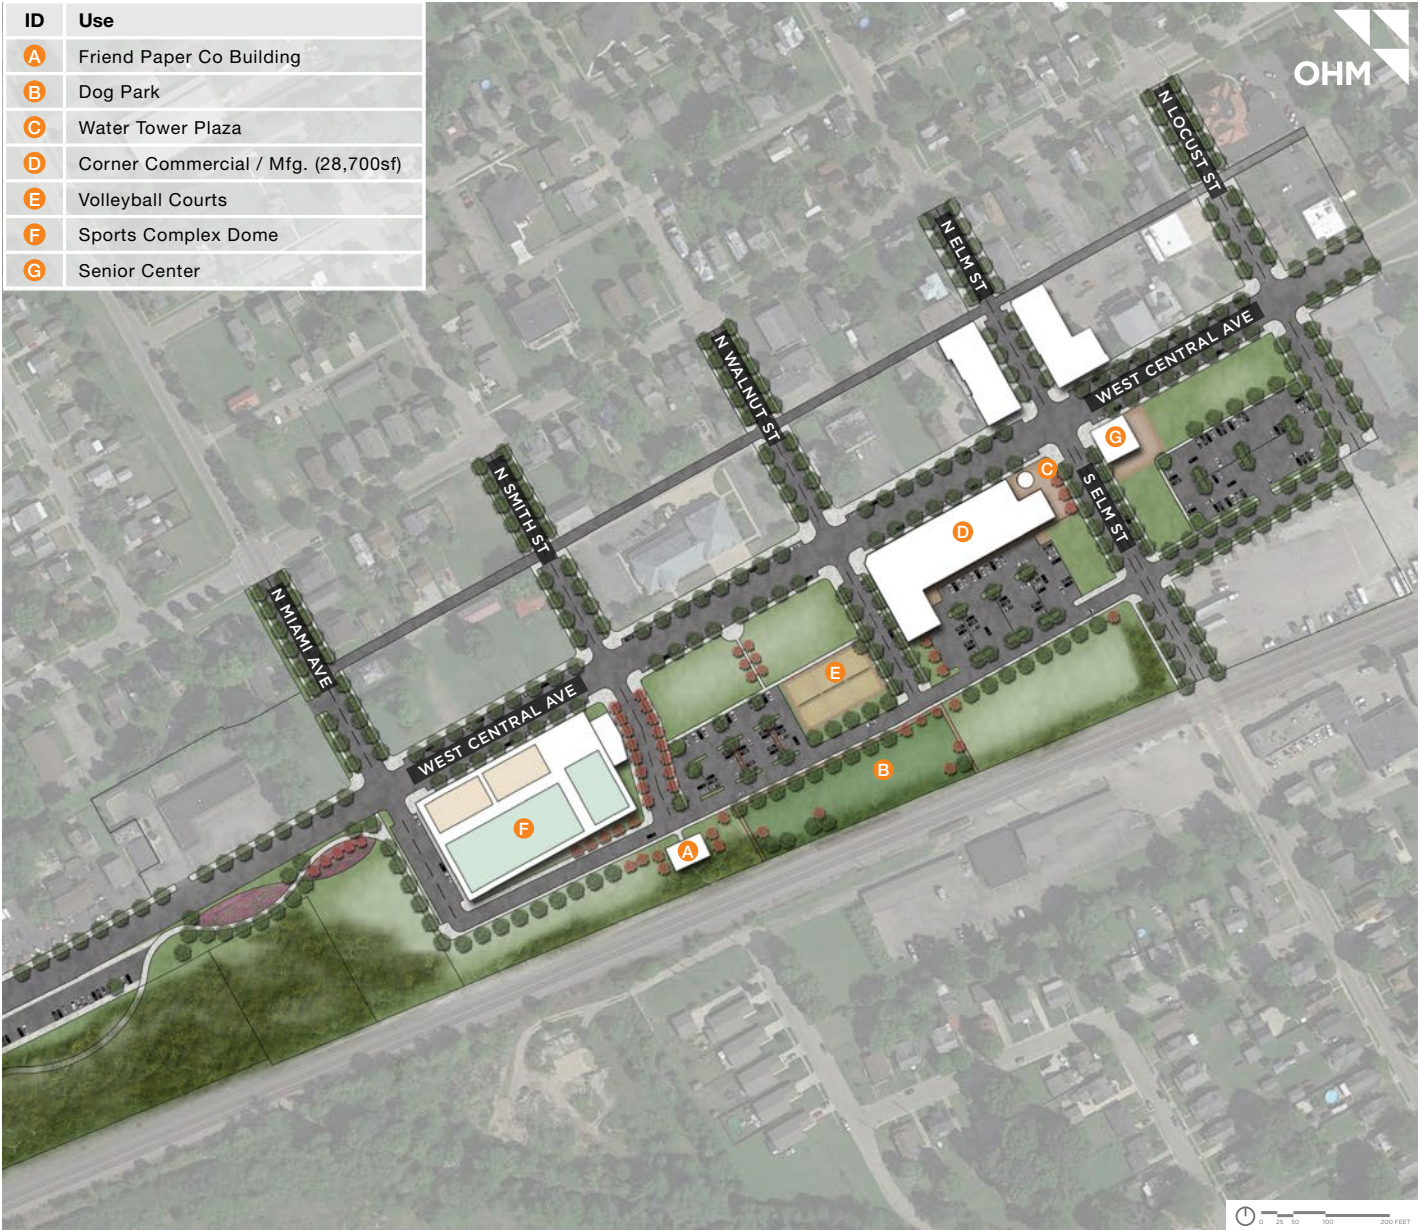 ID Use
A Friend Paper Co Building
B Dog Park
C Water Tower Plaza
D Corner Commercial / Mfg. (28,700sf)
E Volleyball Courts
F Sports Complex Dome
G Senior Center
OHM
N LOCUST ST
N ELM ST
N WALNUT ST
WEST CENTRAL AVE
G
C
S ELM ST
D
N SMITH ST
N MIAMI AVE
E
WEST CENTRAL AVE
B
F
A
0 25 50 100 200 FEET